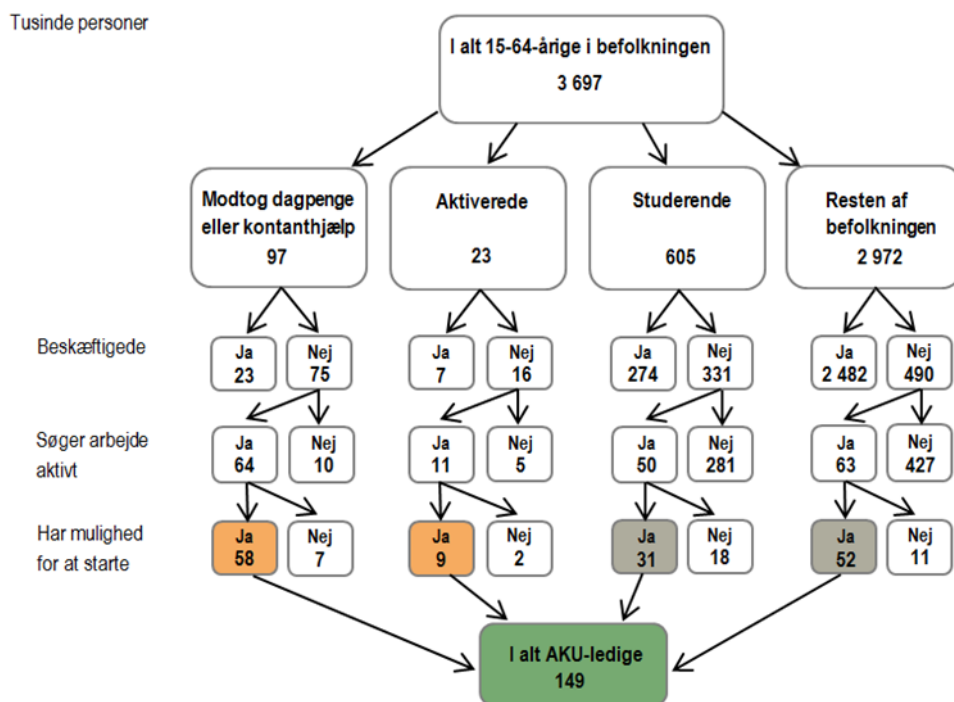 Tusinde personer
I alt 15-64-årige i befolkningen
3 697
Modtog dagpenge
eller kontanthjælp
97
Aktiverede
23
Studerende
605
Resten af
befolkningen
2 972
Beskæftigede
Ja
23
Nej
75
Ja
7
Nej
16
Ja
274
Nej
331
Ja
2 482
Nej
490
Søger arbejde
aktivt
Ja
64
Nej
10
Ja
11
Nej
5
Ja
50
Nej
281
Ja
63
Nej
427
Har mulighed
for at starte
Ja
58
Nej
7
Ja
9
Nej
2
Ja
31
Nej
18
Ja
52
Nej
11
I alt AKU-ledige
149